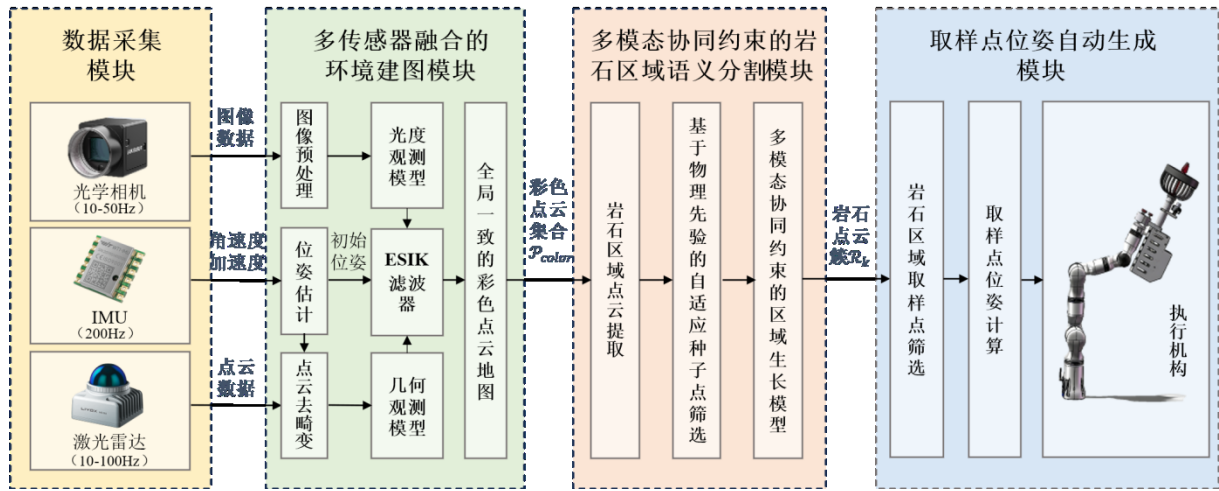 数据采集
模块
光学相机
(10-50Hz)
IMU
(200Hz)
激光雷达
(10-100Hz)
图像
数据
角速度
加速度
点云
数据
多传感器融合的
环境建图模块
图像预处理
光度
观测
模型
位姿估计
初始
位姿
ESIK
滤波
器
点云去畸变
几何
观测
模型
全局一致的彩色点云地图
彩色
点云
集合
𝒫color
多模态协同约束的岩
石区域语义分割模块
岩石区域点云提取
基于物理先验的自适应种子点筛选
多模态协同约束的区域生长模型
岩石
点云
簇ℛk
取样点位姿自动生成
模块
岩石区域取样点筛选
取样点位姿计算
执行机构